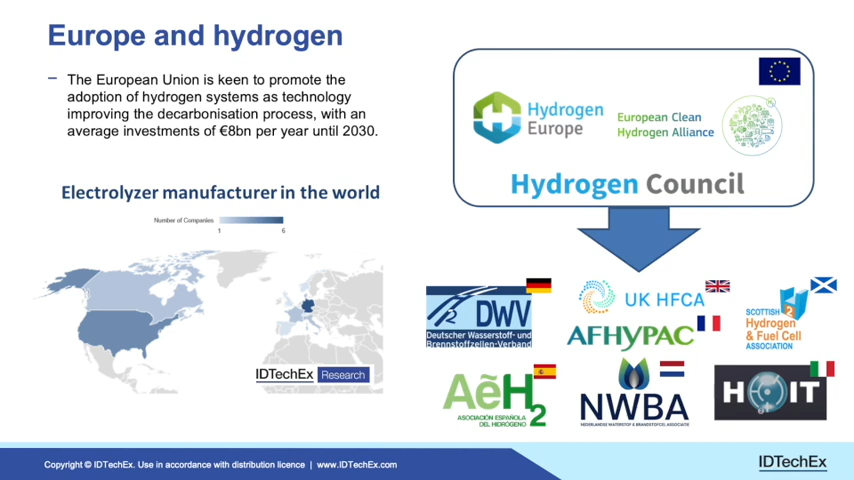 Europe and hydrogen
– The European Union is keen to promote the
adoption of hydrogen systems as technology
improving the decarbonisation process, with an
average investments of €8bn per year until 2030.
Electrolyzer manufacturer in the world
Number of Companies
1 6
IDTechEx Research
Hydrogen
Europe
European Clean
Hydrogen Alliance
Hydrogen Council
DWV
Deutscher Wasserstoff- und
Brennstoffzellen-Verband
UK HFCA
AFHYPAC
SCOTTISH
Hydrogen
& Fuel Cell
ASSOCIATION
AeH2
ASOCIACIÓN ESPAÑOLA
DEL HIDRÓGENO
NWBA
NEDERLANDSE WATERSTOF & BRANDSTOFCEL ASSOCIATIE
H2IT
Copyright © IDTechEx. Use in accordance with distribution licence | www.IDTechEx.com
IDTechEx